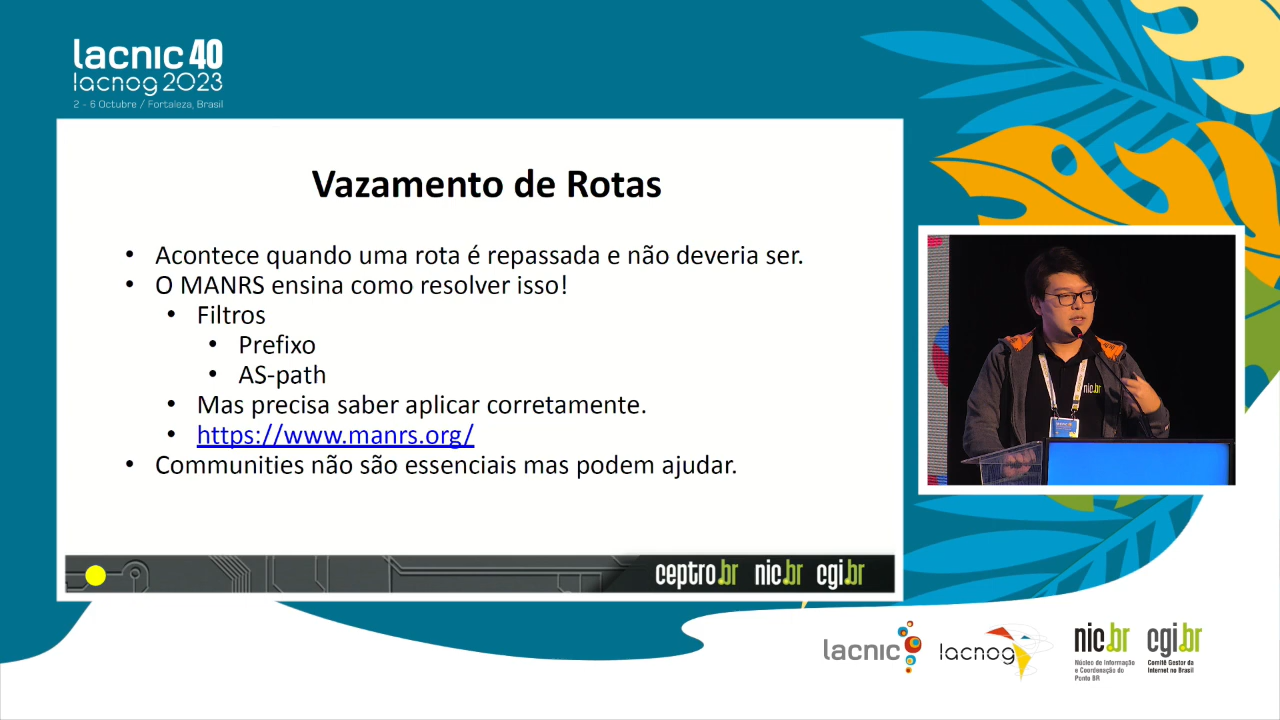 lacnic 40
lacnog 2023
2 - 6 Octubre / Fortaleza, Brasil
Vazamento de Rotas
• Acontece quando uma rota é repassada e não deveria ser.
• O MANRS ensina como resolver isso!
• Filtros
• Prefixo
• AS-path
• Mas precisa saber aplicar corretamente.
• https://www.manrs.org/
• Communities não são essenciais mas podem ajudar.
ceptro.br nic.br cgi.br
nic.br
lacnic
lacnog
nic.br
Núcleo de Informação
e Coordenação do
Ponto BR
cgi.br
Comitê Gestor da
Internet no Brasil